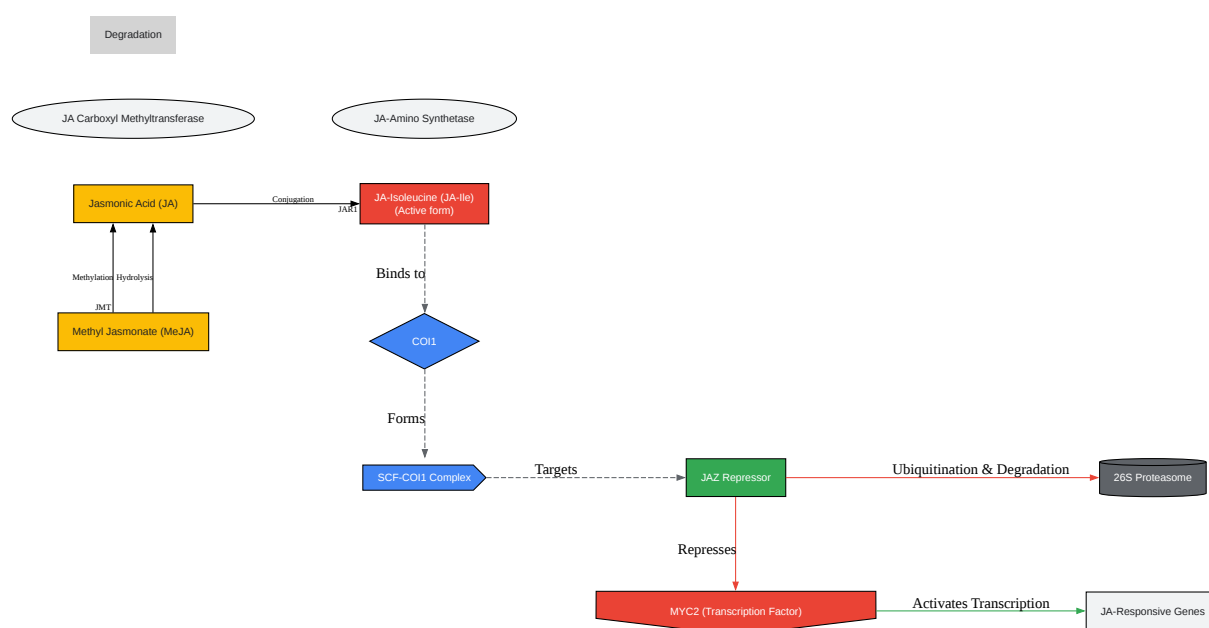 Degradation
JA Carboxyl Methyltransferase
JA-Amino Synthetase
Jasmonic Acid (JA)
Conjugation
JAR1
JA-Isoleucine (JA-Ile)
(Active form)
Methylation
Hydrolysis
JMT
Methyl Jasmonate (MeJA)
Binds to
COI1
Forms
SCF-COI1 Complex
Targets
JAZ Repressor
Ubiquitination & Degradation
26S Proteasome
Represses
MYC2 (Transcription Factor)
Activates Transcription
JA-Responsive Genes